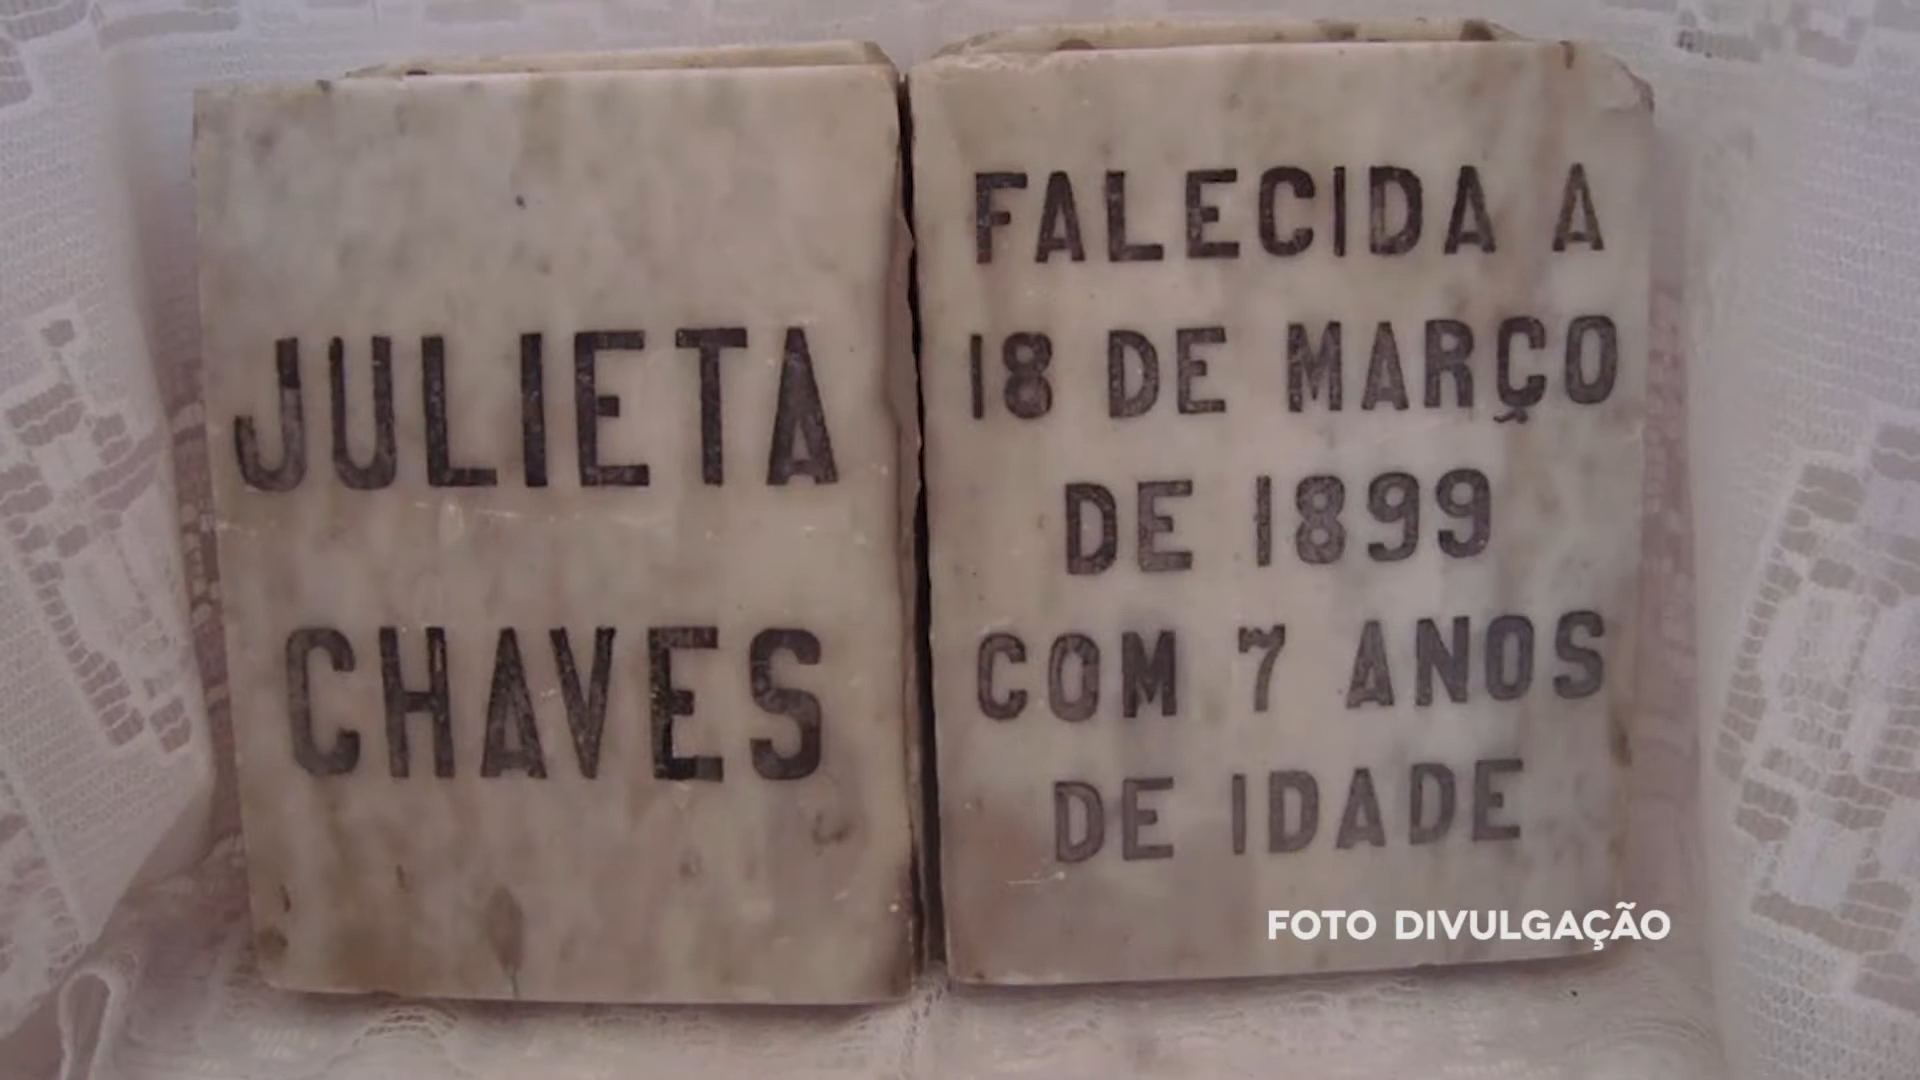 JULIETA
CHAVES
FALECIDA A
18 DE MARÇO
DE 1899
COM 7 ANOS
DE IDADE
FOTO DIVULGAÇÃO